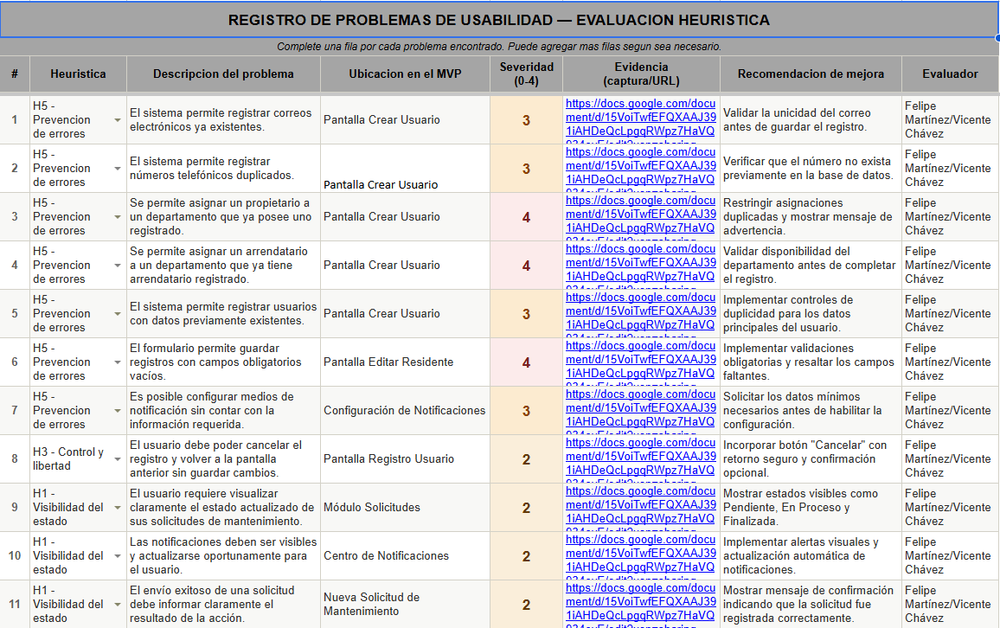 REGISTRO DE PROBLEMAS DE USABILIDAD — EVALUACION HEURISTICA
Complete una fila por cada problema encontrado. Puede agregar mas filas segun sea necesario.
# Heuristica Descripcion del problema Ubicacion en el MVP Severidad (0-4) Evidencia (captura/URL) Recomendacion de mejora Evaluador
1 H5 - Prevencion de errores El sistema permite registrar correos electrónicos ya existentes. Pantalla Crear Usuario 3 https://docs.google.com/document/d/15VoiTwfEFQXAAJ391iAHDeQcLpgqRWpz7HaVQ Validar la unicidad del correo antes de guardar el registro. Felipe Martínez/Vicente Chávez
2 H5 - Prevencion de errores El sistema permite registrar números telefónicos duplicados. Pantalla Crear Usuario 3 https://docs.google.com/document/d/15VoiTwfEFQXAAJ391iAHDeQcLpgqRWpz7HaVQ Verificar que el número no exista previamente en la base de datos. Felipe Martínez/Vicente Chávez
3 H5 - Prevencion de errores Se permite asignar un propietario a un departamento que ya posee uno registrado. Pantalla Crear Usuario 4 https://docs.google.com/document/d/15VoiTwfEFQXAAJ391iAHDeQcLpgqRWpz7HaVQ Restringir asignaciones duplicadas y mostrar mensaje de advertencia. Felipe Martínez/Vicente Chávez
4 H5 - Prevencion de errores Se permite asignar un arrendatario a un departamento que ya tiene arrendatario registrado. Pantalla Crear Usuario 4 https://docs.google.com/document/d/15VoiTwfEFQXAAJ391iAHDeQcLpgqRWpz7HaVQ Validar disponibilidad del departamento antes de completar el registro. Felipe Martínez/Vicente Chávez
5 H5 - Prevencion de errores El sistema permite registrar usuarios con datos previamente existentes. Pantalla Crear Usuario 3 https://docs.google.com/document/d/15VoiTwfEFQXAAJ391iAHDeQcLpgqRWpz7HaVQ Implementar controles de duplicidad para los datos principales del usuario. Felipe Martínez/Vicente Chávez
6 H5 - Prevencion de errores El formulario permite guardar registros con campos obligatorios vacíos. Pantalla Editar Residente 4 https://docs.google.com/document/d/15VoiTwfEFQXAAJ391iAHDeQcLpgqRWpz7HaVQ Implementar validaciones obligatorias y resaltar los campos faltantes. Felipe Martínez/Vicente Chávez
7 H5 - Prevencion de errores Es posible configurar medios de notificación sin contar con la información requerida. Configuración de Notificaciones 3 https://docs.google.com/document/d/15VoiTwfEFQXAAJ391iAHDeQcLpgqRWpz7HaVQ Solicitar los datos mínimos necesarios antes de habilitar la configuración. Felipe Martínez/Vicente Chávez
8 H3 - Control y libertad El usuario debe poder cancelar el registro y volver a la pantalla anterior sin guardar cambios. Pantalla Registro Usuario 2 https://docs.google.com/document/d/15VoiTwfEFQXAAJ391iAHDeQcLpgqRWpz7HaVQ Incorporar botón "Cancelar" con retorno seguro y confirmación opcional. Felipe Martínez/Vicente Chávez
9 H1 - Visibilidad del estado El usuario requiere visualizar claramente el estado actualizado de sus solicitudes de mantenimiento. Módulo Solicitudes 2 https://docs.google.com/document/d/15VoiTwfEFQXAAJ391iAHDeQcLpgqRWpz7HaVQ Mostrar estados visibles como Pendiente, En Proceso y Finalizada. Felipe Martínez/Vicente Chávez
10 H1 - Visibilidad del estado Las notificaciones deben ser visibles y actualizarse oportunamente para el usuario. Centro de Notificaciones 2 https://docs.google.com/document/d/15VoiTwfEFQXAAJ391iAHDeQcLpgqRWpz7HaVQ Implementar alertas visuales y actualización automática de notificaciones. Felipe Martínez/Vicente Chávez
11 H1 - Visibilidad del estado El envío exitoso de una solicitud debe informar claramente el resultado de la acción. Nueva Solicitud de Mantenimiento 2 https://docs.google.com/document/d/15VoiTwfEFQXAAJ391iAHDeQcLpgqRWpz7HaVQ Mostrar mensaje de confirmación indicando que la solicitud fue registrada correctamente. Felipe Martínez/Vicente Chávez